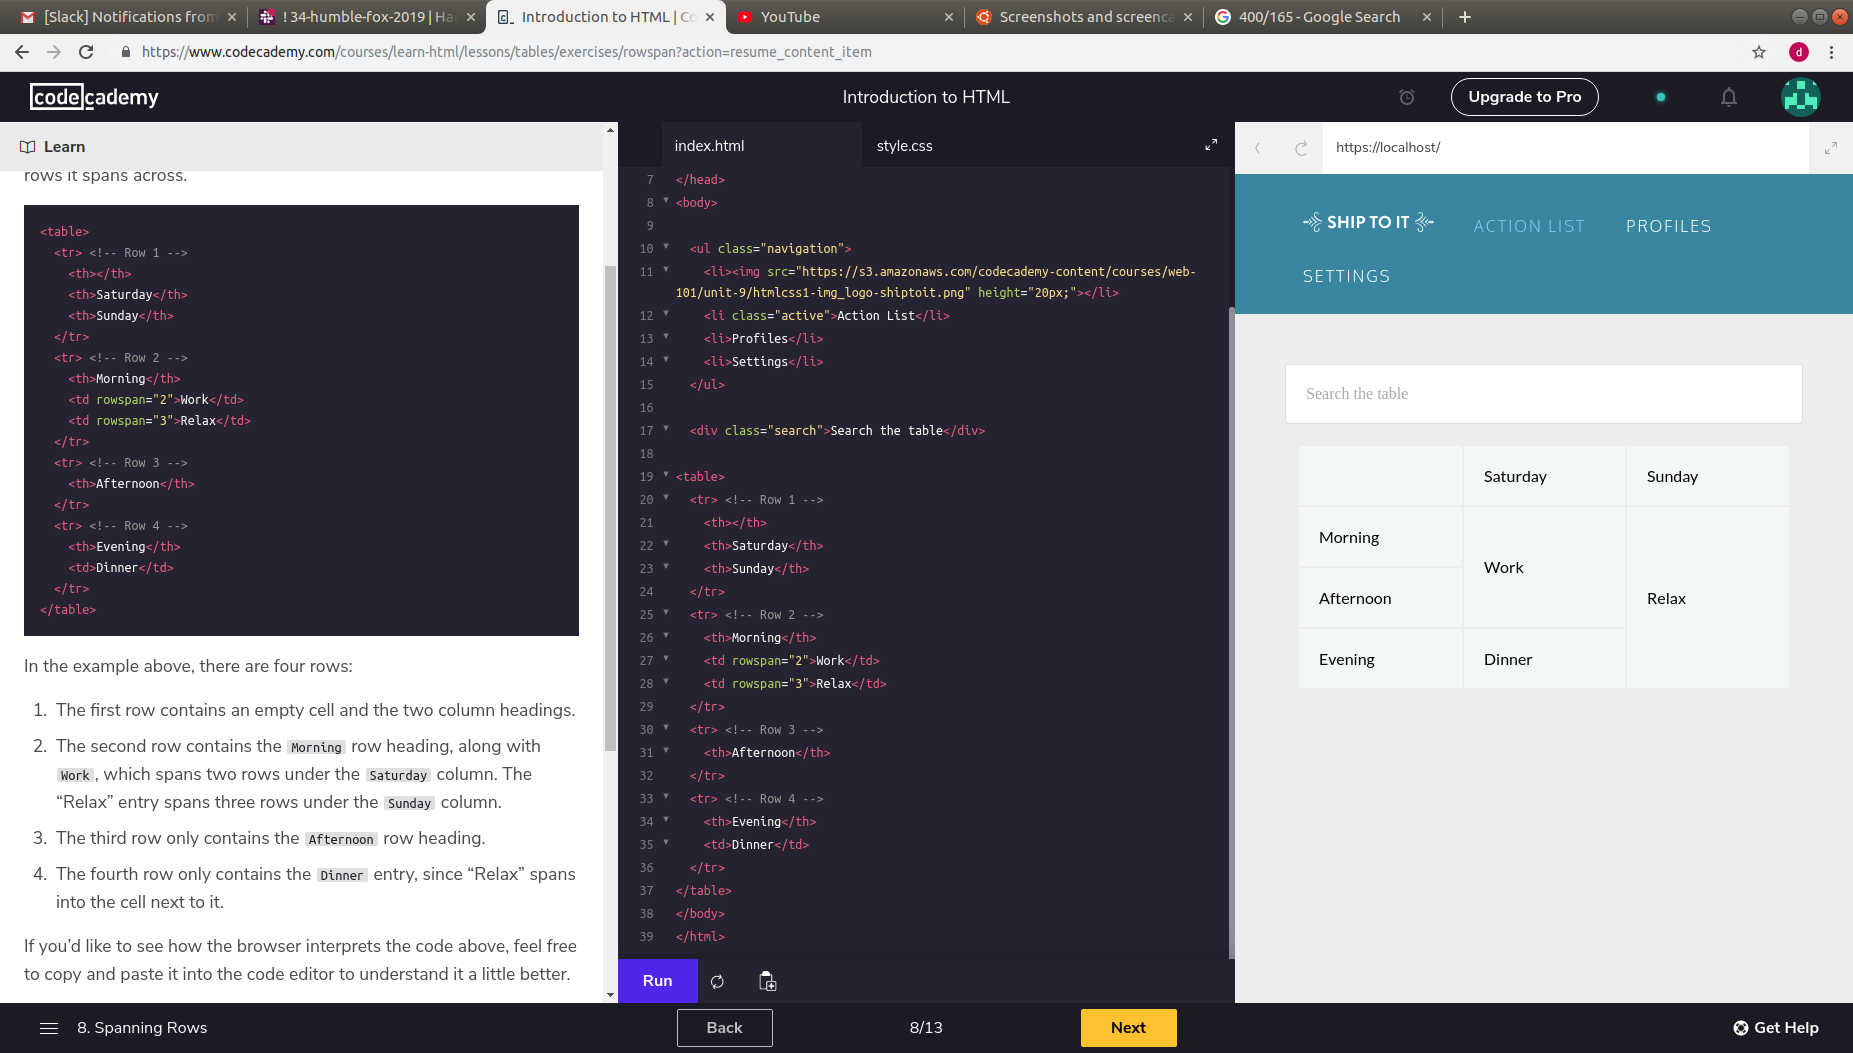 [Slack] Notifications from
! 34-humble-fox-2019 | Ha
Introduction to HTML | Co
YouTube
Screenshots and screenca
400/165 - Google Search
https://www.codecademy.com/courses/learn-html/lessons/tables/exercises/rowspan?action=resume_content_item
d
codecademy
Introduction to HTML
Upgrade to Pro
Learn
rows it spans across.
<table>
<tr> <!-- Row 1 -->
<th></th>
<th>Saturday</th>
<th>Sunday</th>
</tr>
<tr> <!-- Row 2 -->
<th>Morning</th>
<td rowspan="2">Work</td>
<td rowspan="3">Relax</td>
</tr>
<tr> <!-- Row 3 -->
<th>Afternoon</th>
</tr>
<tr> <!-- Row 4 -->
<th>Evening</th>
<td>Dinner</td>
</tr>
</table>
In the example above, there are four rows:
1. The first row contains an empty cell and the two column headings.
2. The second row contains the Morning row heading, along with
Work, which spans two rows under the Saturday column. The
“Relax” entry spans three rows under the Sunday column.
3. The third row only contains the Afternoon row heading.
4. The fourth row only contains the Dinner entry, since “Relax” spans
into the cell next to it.
If you’d like to see how the browser interprets the code above, feel free
to copy and paste it into the code editor to understand it a little better.
index.html
style.css
7 </head>
8 <body>
9
10 <ul class="navigation">
11 <li><img src="https://s3.amazonaws.com/codecademy-content/courses/web-
101/unit-9/htmlcss1-img_logo-shiptoit.png" height="20px;"></li>
12 <li class="active">Action List</li>
13 <li>Profiles</li>
14 <li>Settings</li>
15 </ul>
16
17 <div class="search">Search the table</div>
18
19 <table>
20 <tr> <!-- Row 1 -->
21 <th></th>
22 <th>Saturday</th>
23 <th>Sunday</th>
24 </tr>
25 <tr> <!-- Row 2 -->
26 <th>Morning</th>
27 <td rowspan="2">Work</td>
28 <td rowspan="3">Relax</td>
29 </tr>
30 <tr> <!-- Row 3 -->
31 <th>Afternoon</th>
32 </tr>
33 <tr> <!-- Row 4 -->
34 <th>Evening</th>
35 <td>Dinner</td>
36 </tr>
37 </table>
38 </body>
39 </html>
Run
https://localhost/
SHIP TO IT
ACTION LIST
PROFILES
SETTINGS
Search the table
Saturday
Sunday
Morning
Work
Afternoon
Relax
Evening
Dinner
8. Spanning Rows
Back
8/13
Next
Get Help